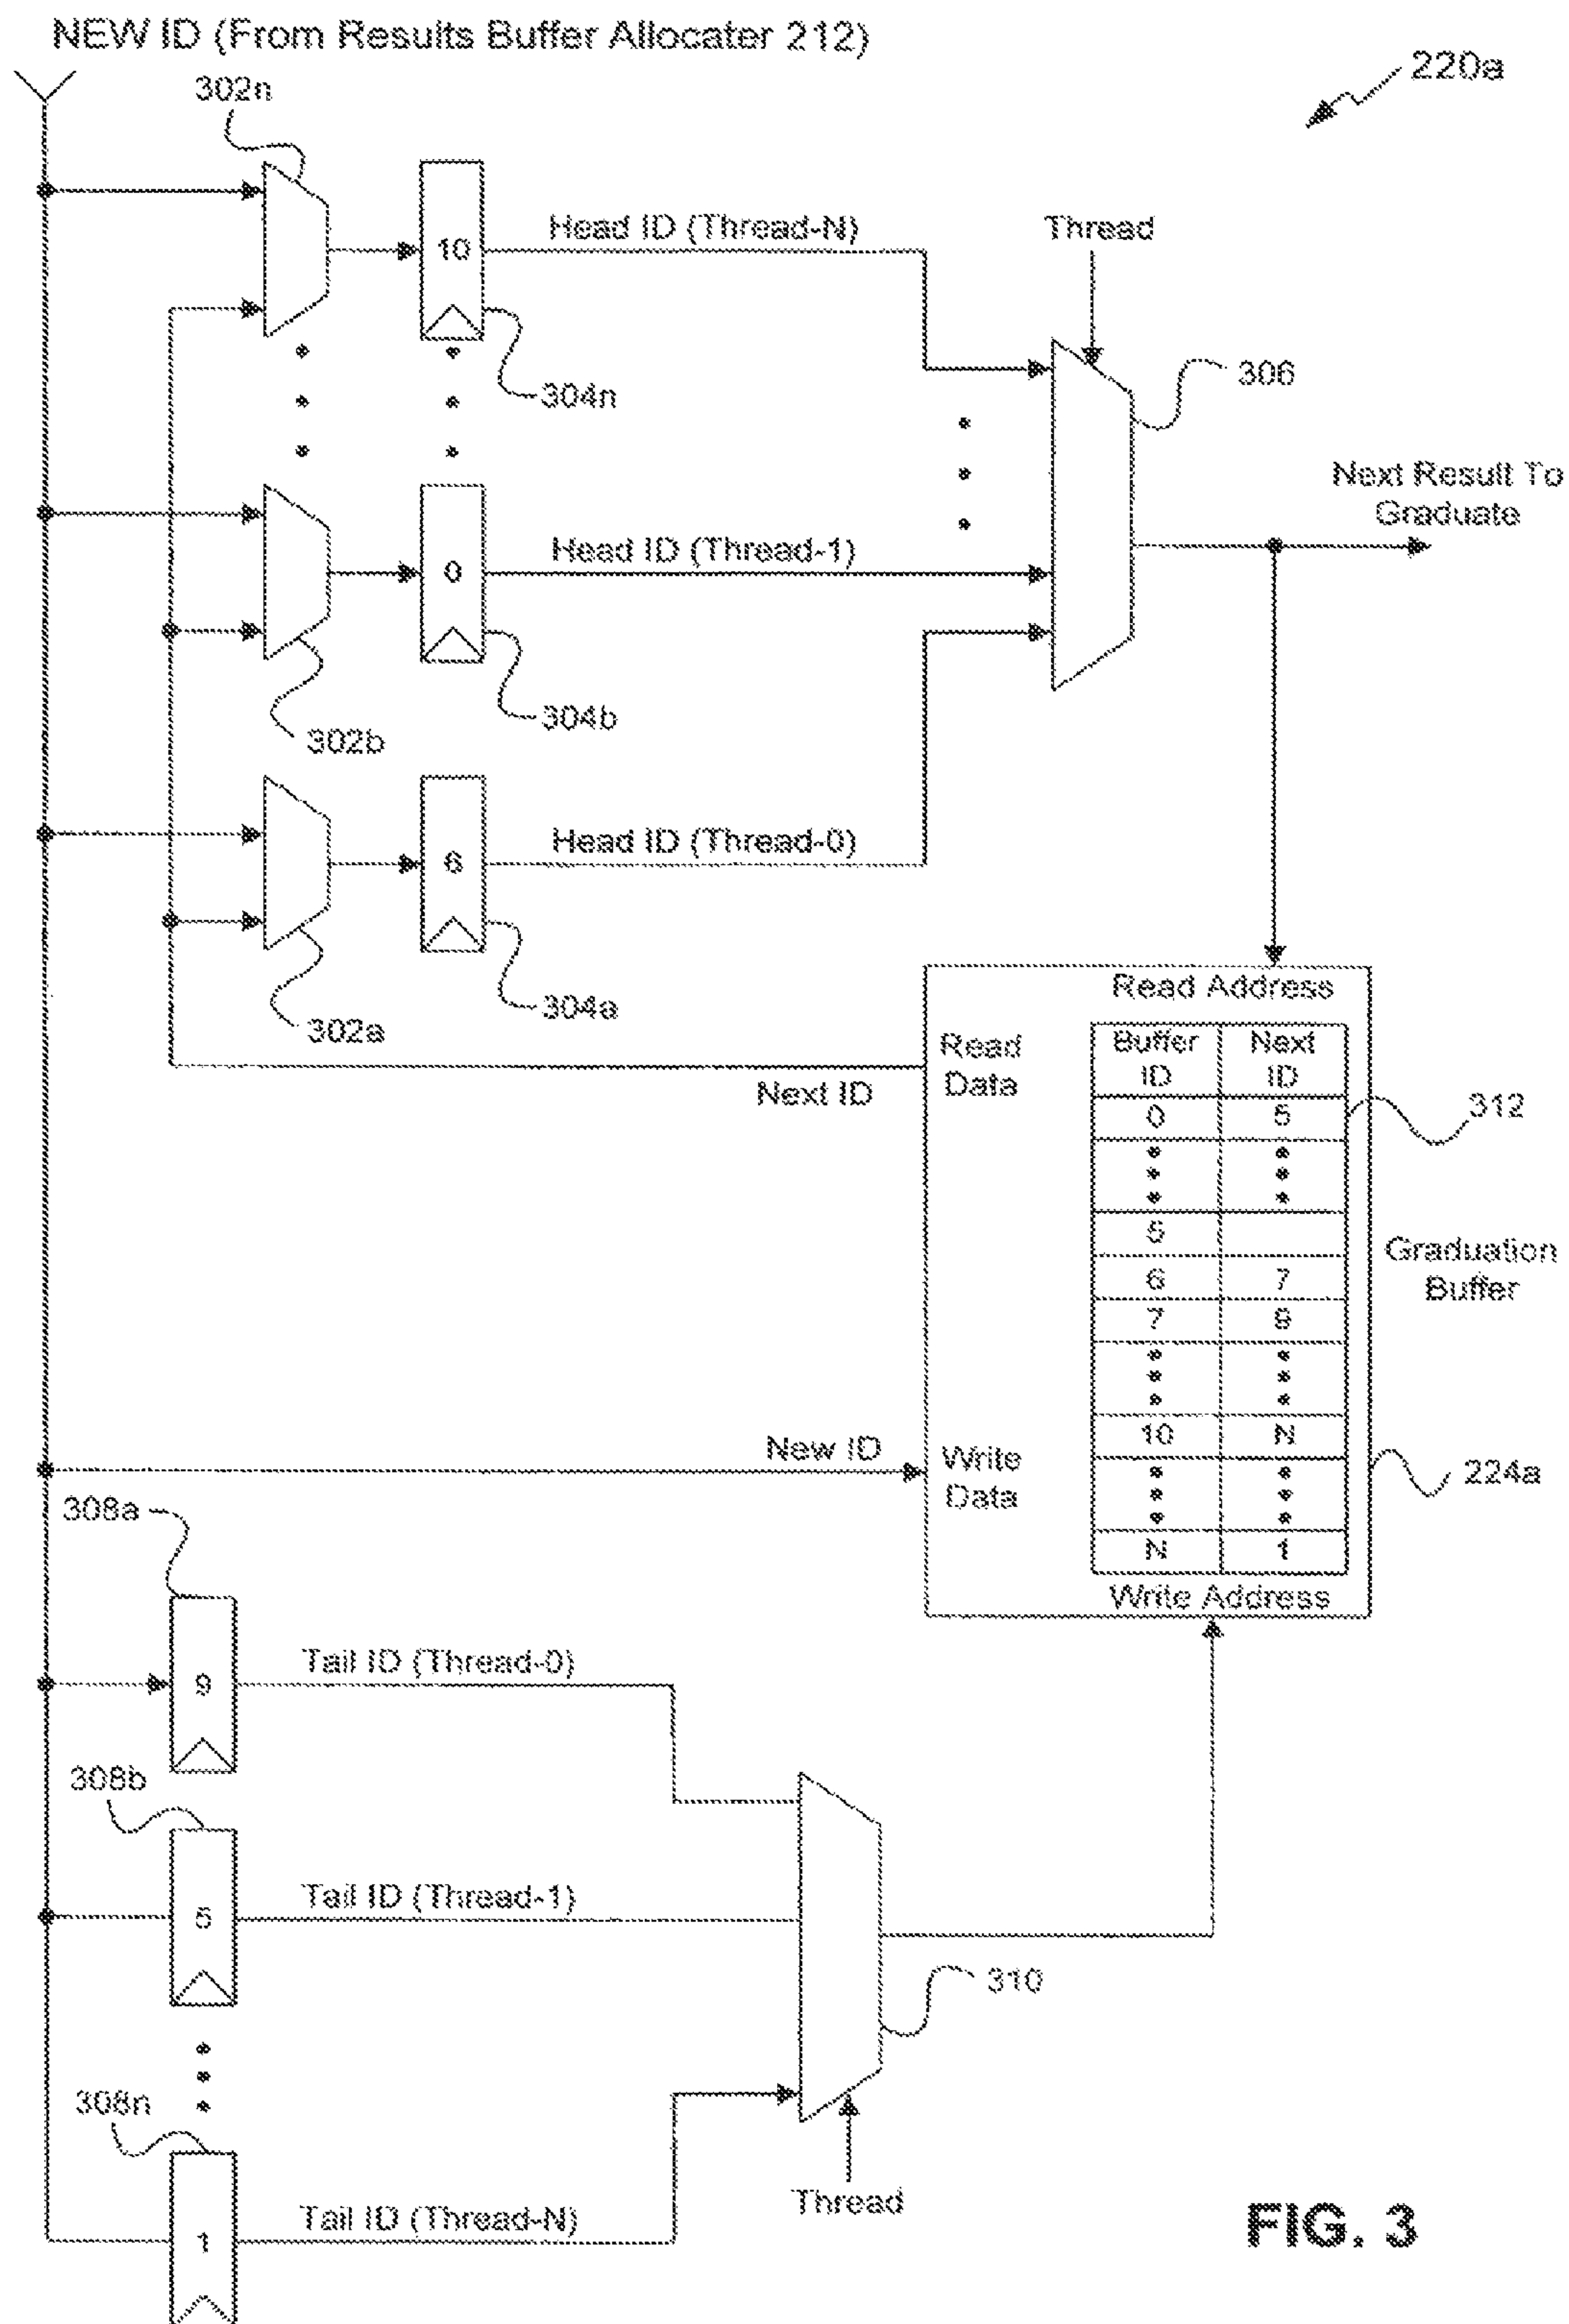 NEW ID (From Results Buffer Allocater 212)
220a
302n
10
Head ID (Thread-N)
Thread
304n
306
Next Result To
Graduate
0
Head ID (Thread-1)
302b
304b
6
Head ID (Thread-0)
302a
304a
Read Address
Read
Data
Next ID
Buffer
ID
Next
ID
0 5
5
6 7
7 9
10 N
N 1
312
Graduation
Buffer
New ID
Write
Data
224a
Write Address
308a
9
Tail ID (Thread-0)
308b
5
Tail ID (Thread-1)
310
308n
1
Tail ID (Thread-N)
Thread
FIG. 3